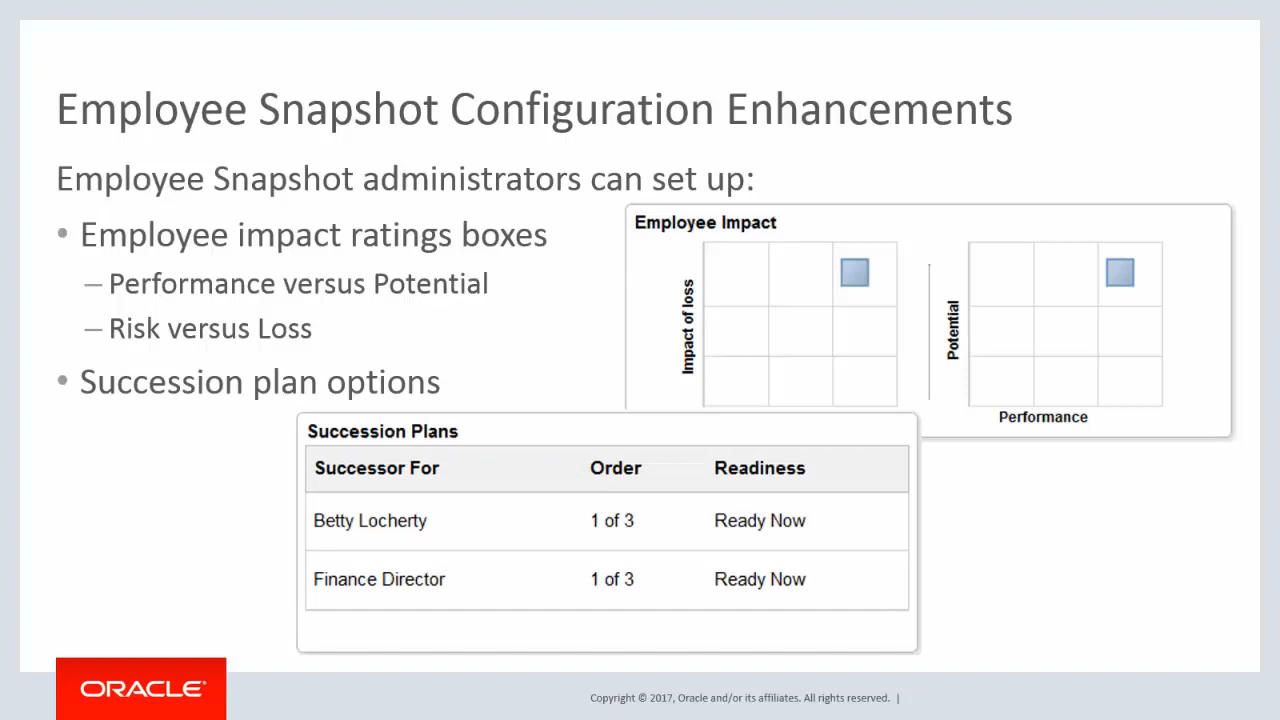 Employee Snapshot Configuration Enhancements
Employee Snapshot administrators can set up:
• Employee impact ratings boxes
– Performance versus Potential
– Risk versus Loss
• Succession plan options
Employee Impact
Impact of loss
Potential
Performance
Succession Plans
Successor For Order Readiness
Betty Locherty 1 of 3 Ready Now
Finance Director 1 of 3 Ready Now
ORACLE®
Copyright © 2017, Oracle and/or its affiliates. All rights reserved. |